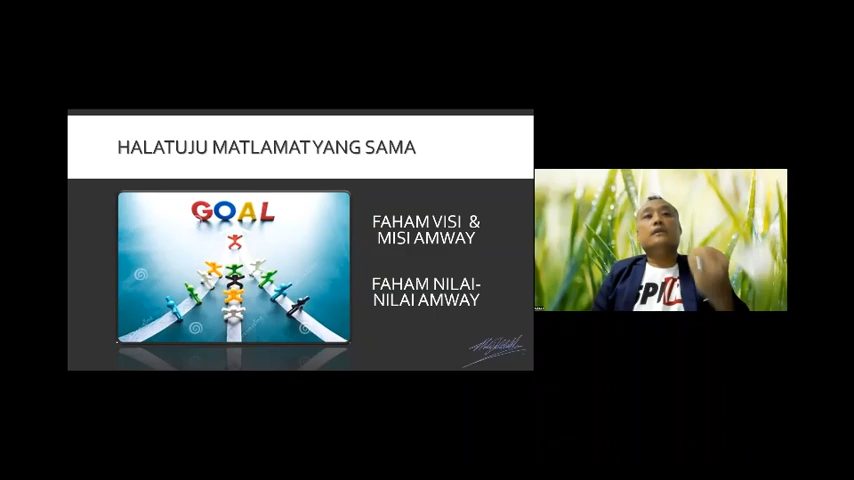 HALATUJU MATLAMAT YANG SAMA
GOAL
FAHAM VISI &
MISI AMWAY
FAHAM NILAI-
NILAI AMWAY